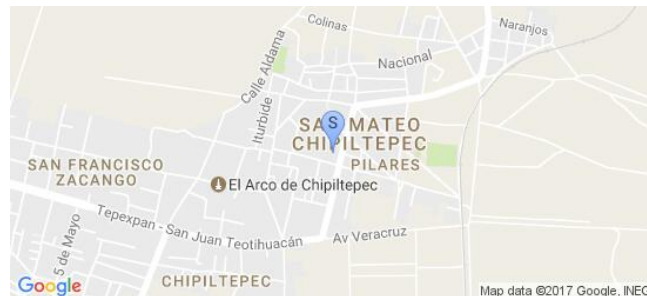 Colinas
Naranjos
Nacional
Calle Aldama
Iturbide
S
SAN MATEO
CHIPILTEPEC
PILARES
SAN FRANCISCO
ZACANGO
El Arco de Chipiltepec
5 de Mayo
Tepexpan - San Juan Teotihuacán
Av Veracruz
CHIPILTEPEC
Google
Map data ©2017 Google, INEG